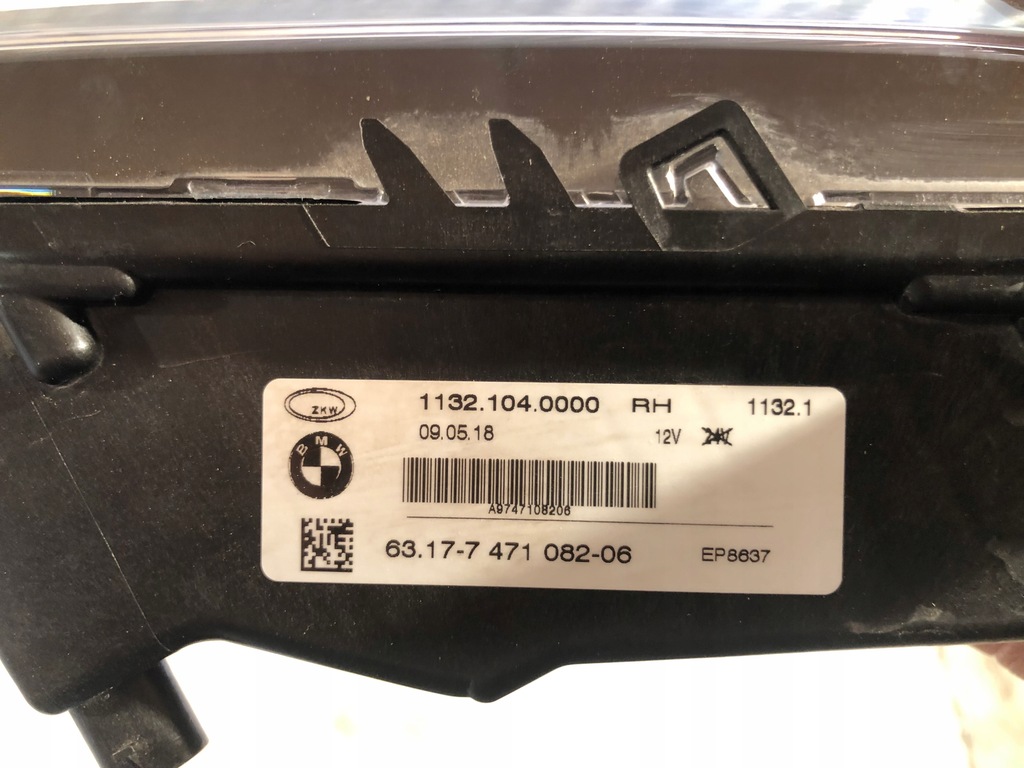 ZKW
1132.104.0000 RH 1132.1
09.05.18 12V 24V
BMW
A9747108206
63.17-7 471 082-06 EP8637